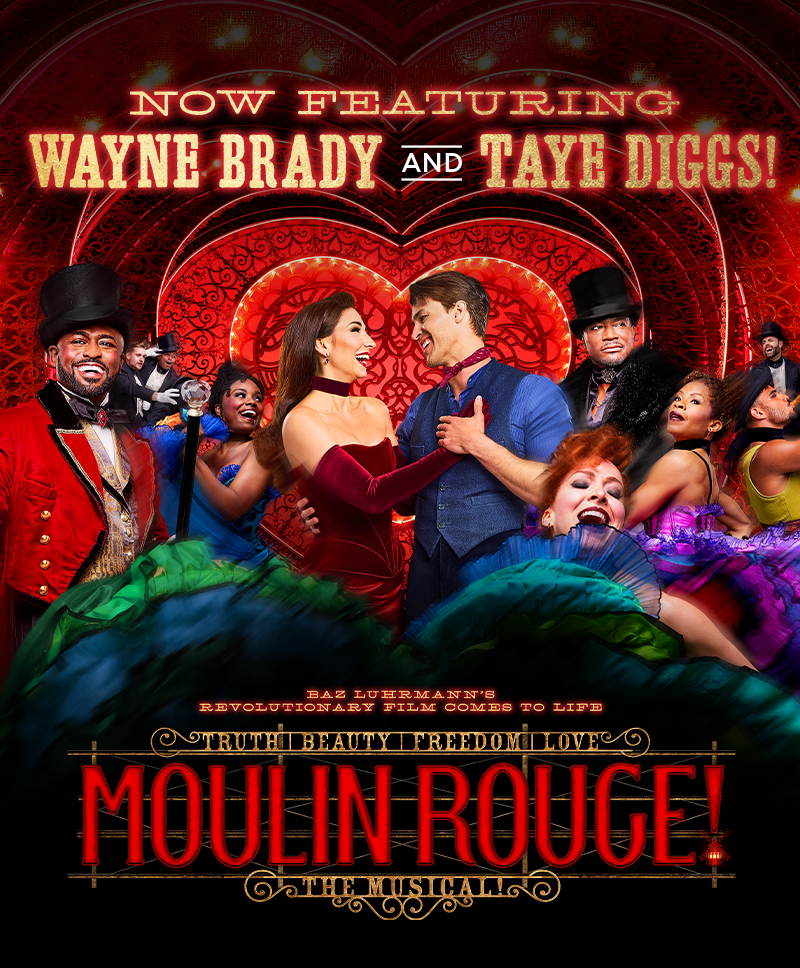 NOW FEATURING
WAYNE BRADY AND TAYE DIGGS!
BAZ LUHRMANN'S
REVOLUTIONARY FILM COMES TO LIFE
TRUTH | BEAUTY | FREEDOM | LOVE
MOULIN ROUGE!
THE MUSICAL!